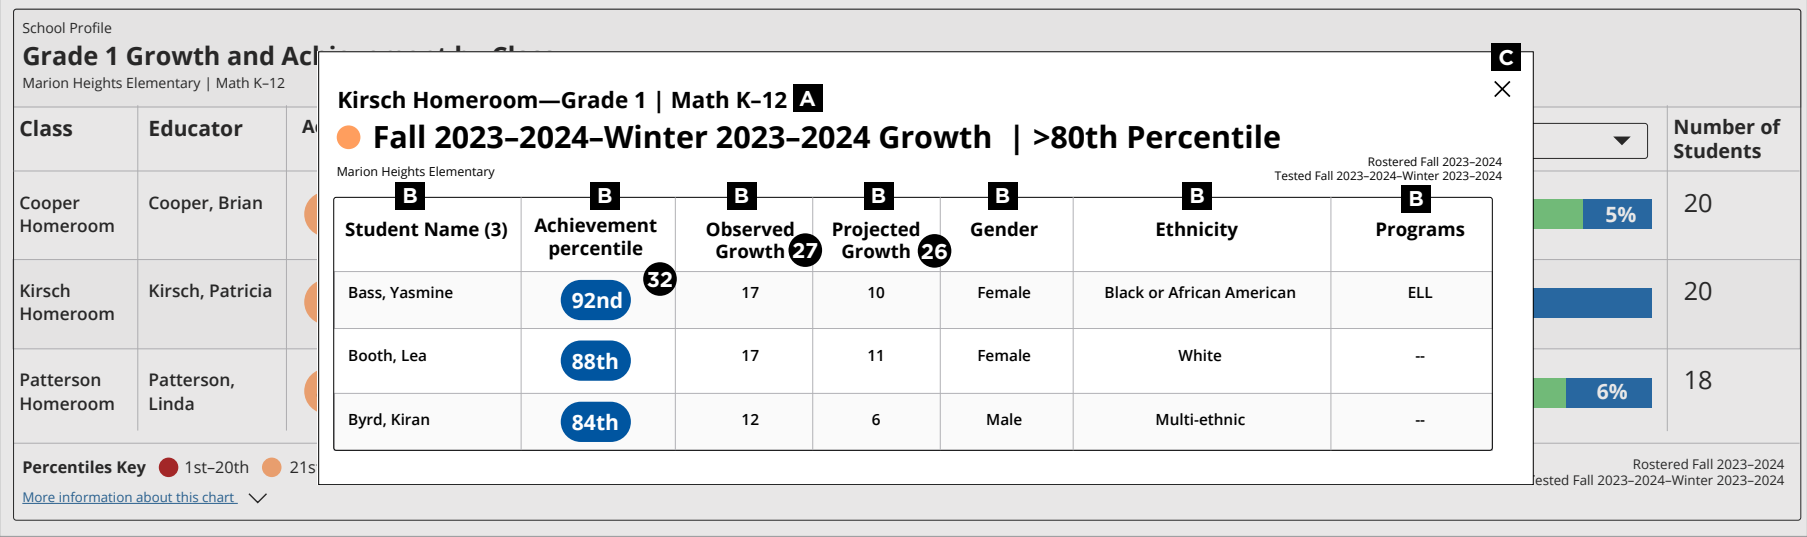 School Profile
Grade 1 Growth and
Marion Heights Elementary | Math K–12
Class
Educator
Number of
Students
Cooper
Homeroom
Cooper, Brian
5%
20
Kirsch
Homeroom
Kirsch, Patricia
20
Patterson
Homeroom
Patterson,
Linda
6%
18
Percentiles Key
1st–20th
More information about this chart
Rostered Fall 2023–2024
Tested Fall 2023–2024–Winter 2023–2024
C
Kirsch Homeroom—Grade 1 | Math K–12 A
Fall 2023–2024–Winter 2023–2024 Growth | >80th Percentile
Marion Heights Elementary
Rostered Fall 2023–2024
Tested Fall 2023–2024–Winter 2023–2024
B B B B B B B
Student Name (3)
Achievement
percentile
32
Observed
Growth 27
Projected
Growth 26
Gender
Ethnicity
Programs
Bass, Yasmine 92nd 17 10 Female Black or African American ELL
Booth, Lea 88th 17 11 Female White --
Byrd, Kiran 84th 12 6 Male Multi-ethnic --